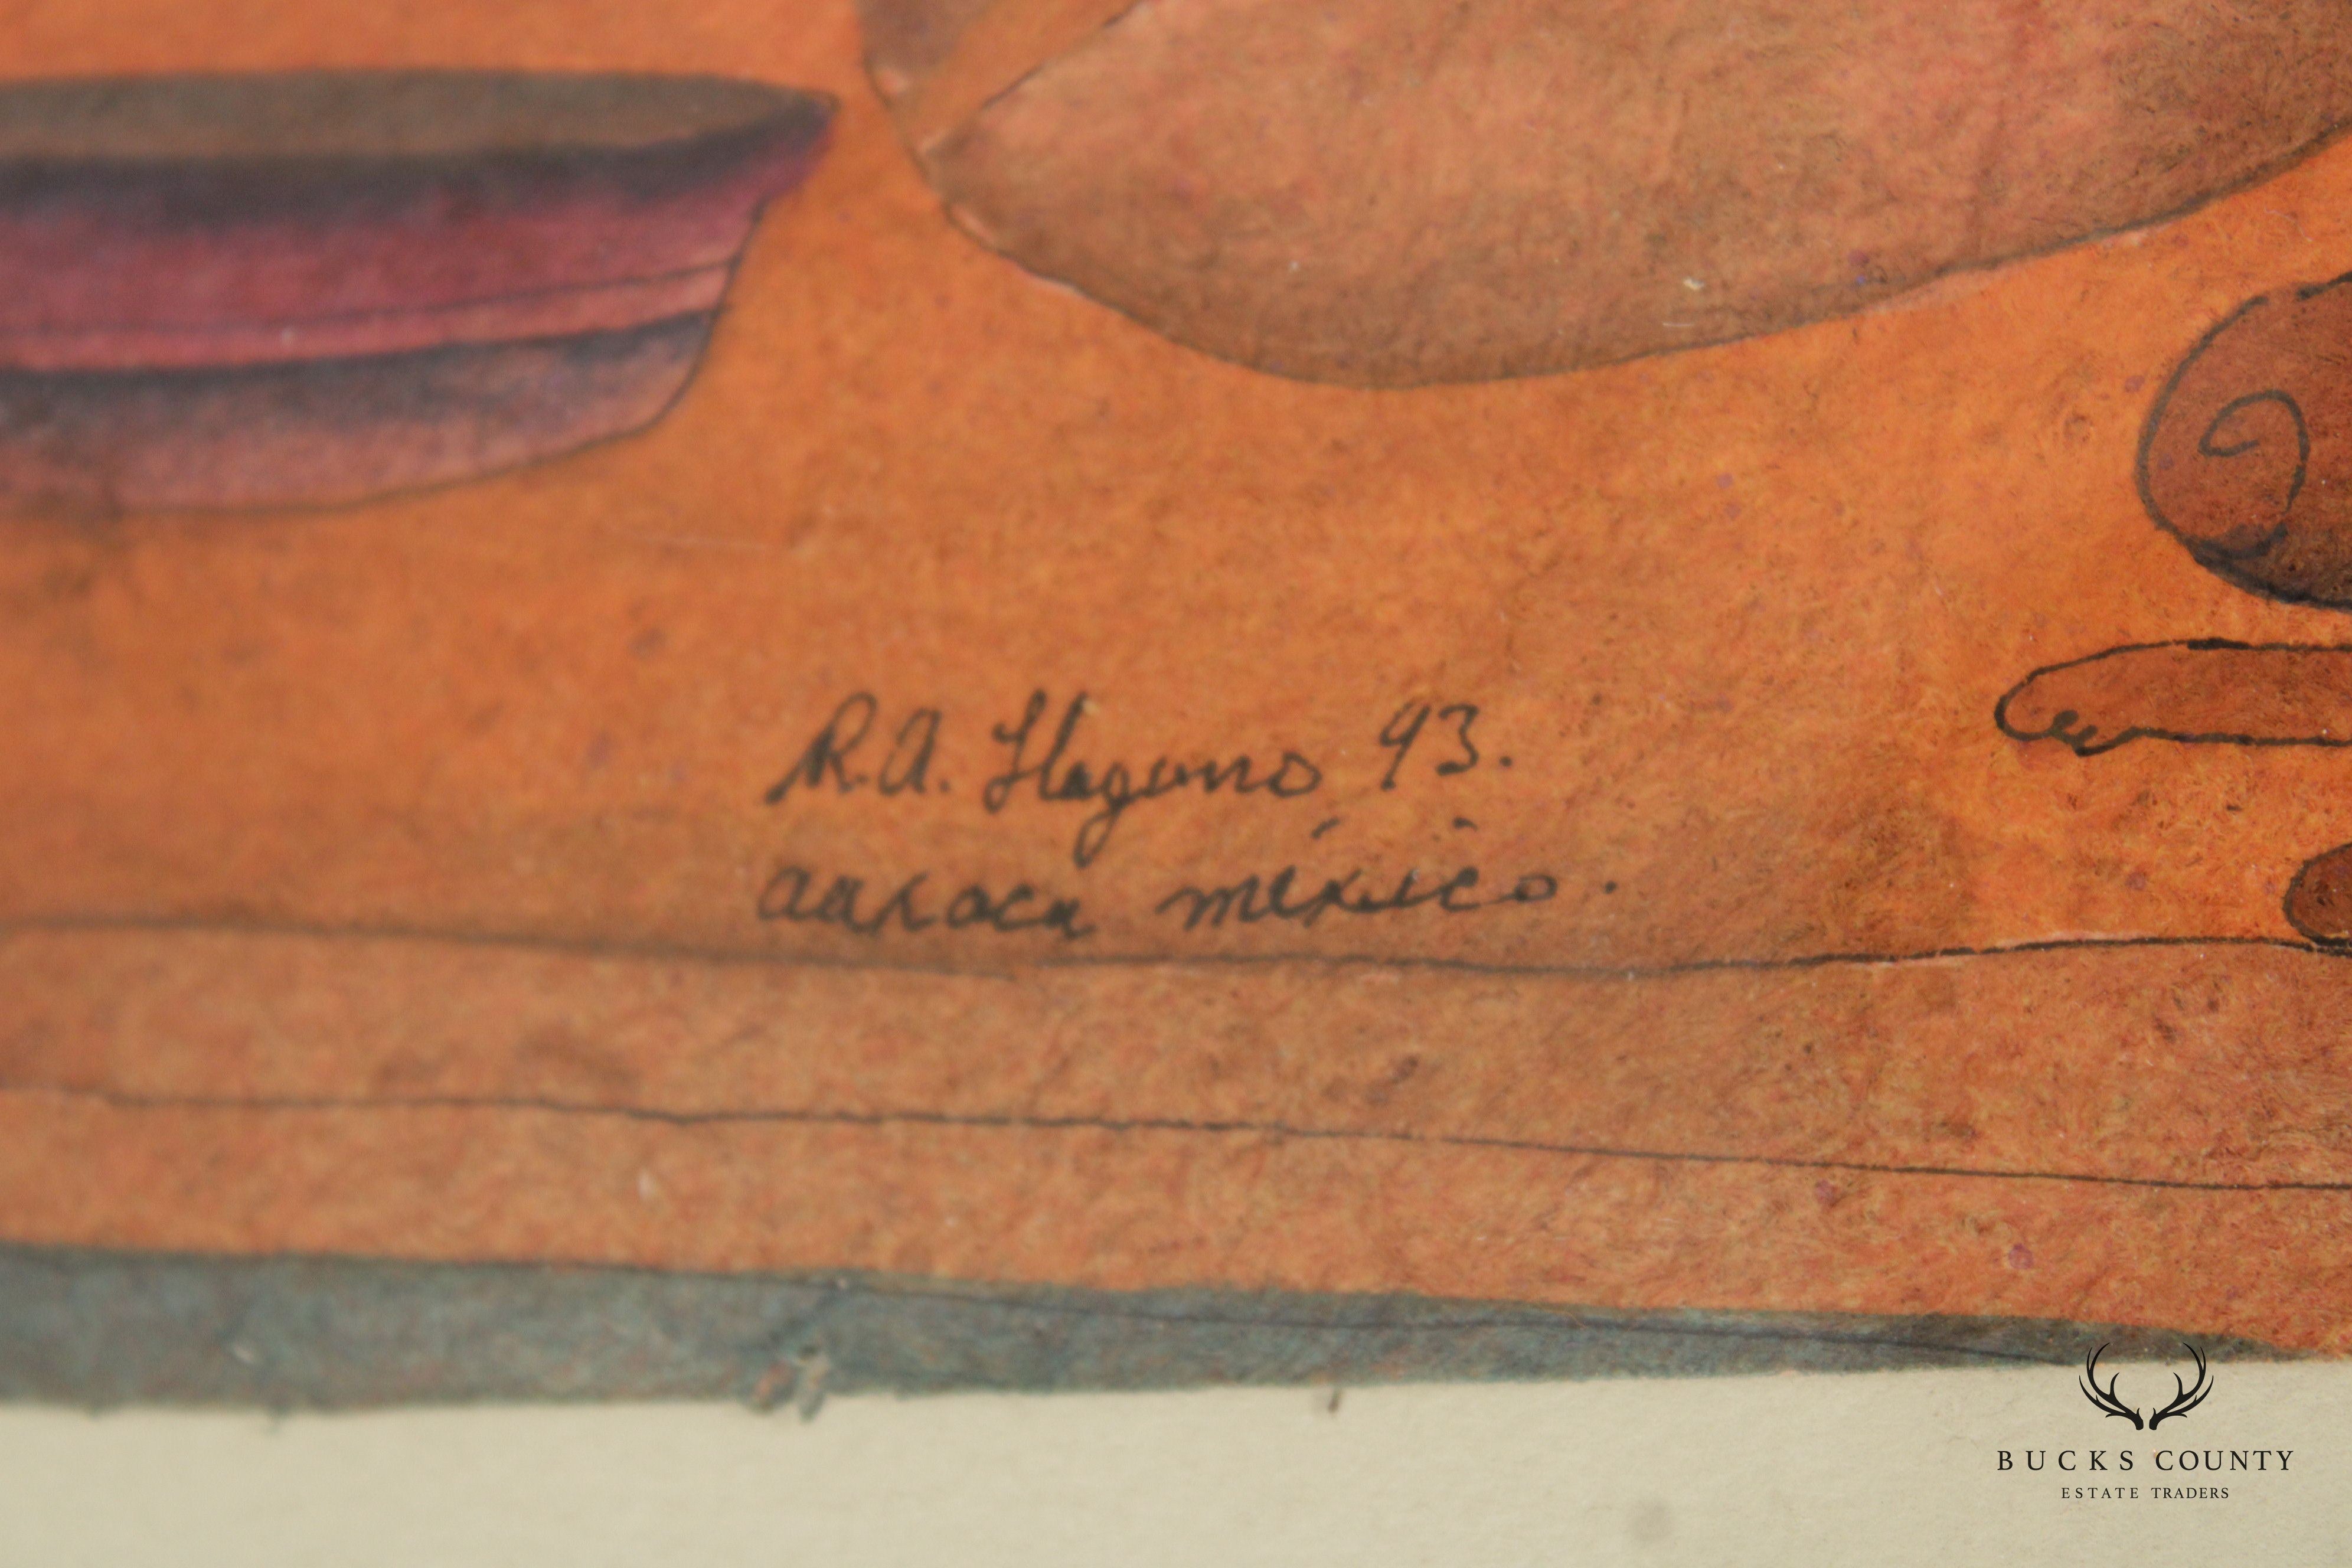 R.A. Llaguno 93.
oaxaca méxico.
BUCKS COUNTY
ESTATE TRADERS